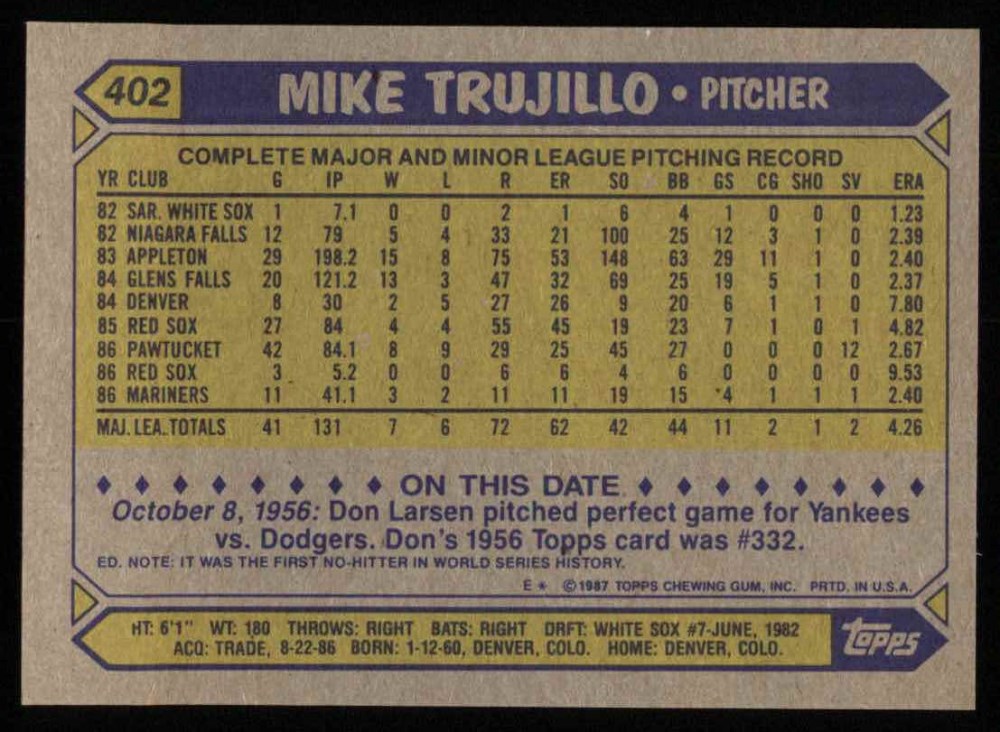 402 MIKE TRUJILLO • PITCHER
COMPLETE MAJOR AND MINOR LEAGUE PITCHING RECORD
YR CLUB G IP W L R ER SO BB GS CG SHO SV ERA
82 SAR. WHITE SOX 1 7.1 0 0 2 1 6 4 1 0 0 0 1.23
82 NIAGARA FALLS 12 79 5 4 33 21 100 25 12 3 1 0 2.39
83 APPLETON 29 198.2 15 8 75 53 148 63 29 11 1 0 2.40
84 GLENS FALLS 20 121.2 13 3 47 32 69 25 19 5 1 0 2.37
84 DENVER 8 30 2 5 27 26 9 20 6 1 1 0 7.80
85 RED SOX 27 84 4 4 55 45 19 23 7 1 0 1 4.82
86 PAWTUCKET 42 84.1 8 9 29 25 45 27 0 0 0 12 2.67
86 RED SOX 3 5.2 0 0 6 6 4 6 0 0 0 0 9.53
86 MARINERS 11 41.1 3 2 11 11 19 15 4 1 1 1 2.40
MAJ. LEA. TOTALS 41 131 7 6 72 62 42 44 11 2 1 2 4.26
♦ ♦ ♦ ♦ ♦ ♦ ♦ ♦ ON THIS DATE ♦ ♦ ♦ ♦ ♦ ♦ ♦ ♦
October 8, 1956: Don Larsen pitched perfect game for Yankees
vs. Dodgers. Don's 1956 Topps card was #332.
ED. NOTE: IT WAS THE FIRST NO-HITTER IN WORLD SERIES HISTORY.
E * ©1987 TOPPS CHEWING GUM, INC. PRTD. IN U.S.A.
HT: 6'1" WT: 180 THROWS: RIGHT BATS: RIGHT DRFT: WHITE SOX #7-JUNE, 1982
ACQ: TRADE, 8-22-86 BORN: 1-12-60, DENVER, COLO. HOME: DENVER, COLO.
topps